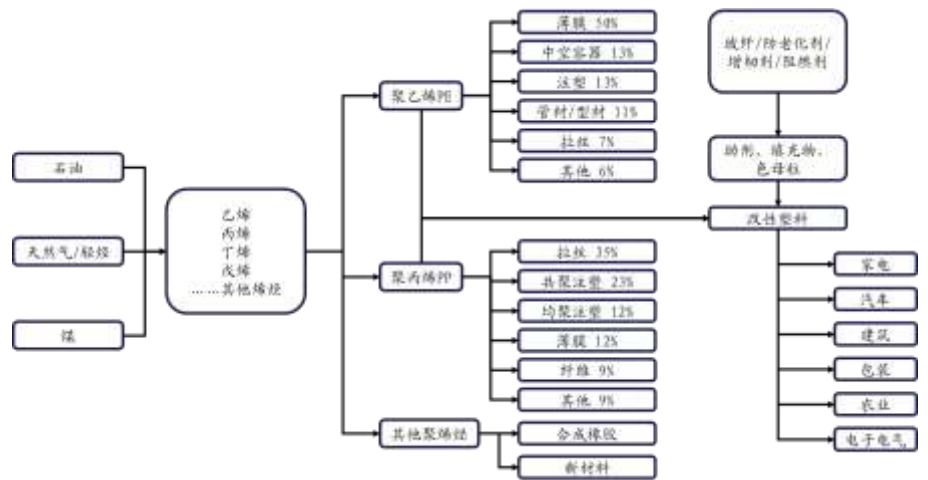 石油
天然气/轻烃
煤
乙烯
丙烯
丁烯
戊烯
……其他烯烃
聚乙烯PE
薄膜 50%
中空容器 13%
注塑 13%
管材/型材 11%
拉丝 7%
其他 6%
聚丙烯PP
拉丝 35%
共聚注塑 23%
均聚注塑 12%
薄膜 12%
纤维 9%
其他 9%
其他聚烯烃
合成橡胶
新材料
玻纤/防老化剂/
增韧剂/阻燃剂
助剂、填充物、
色母粒
改性塑料
家电
汽车
建筑
包装
农业
电子电气